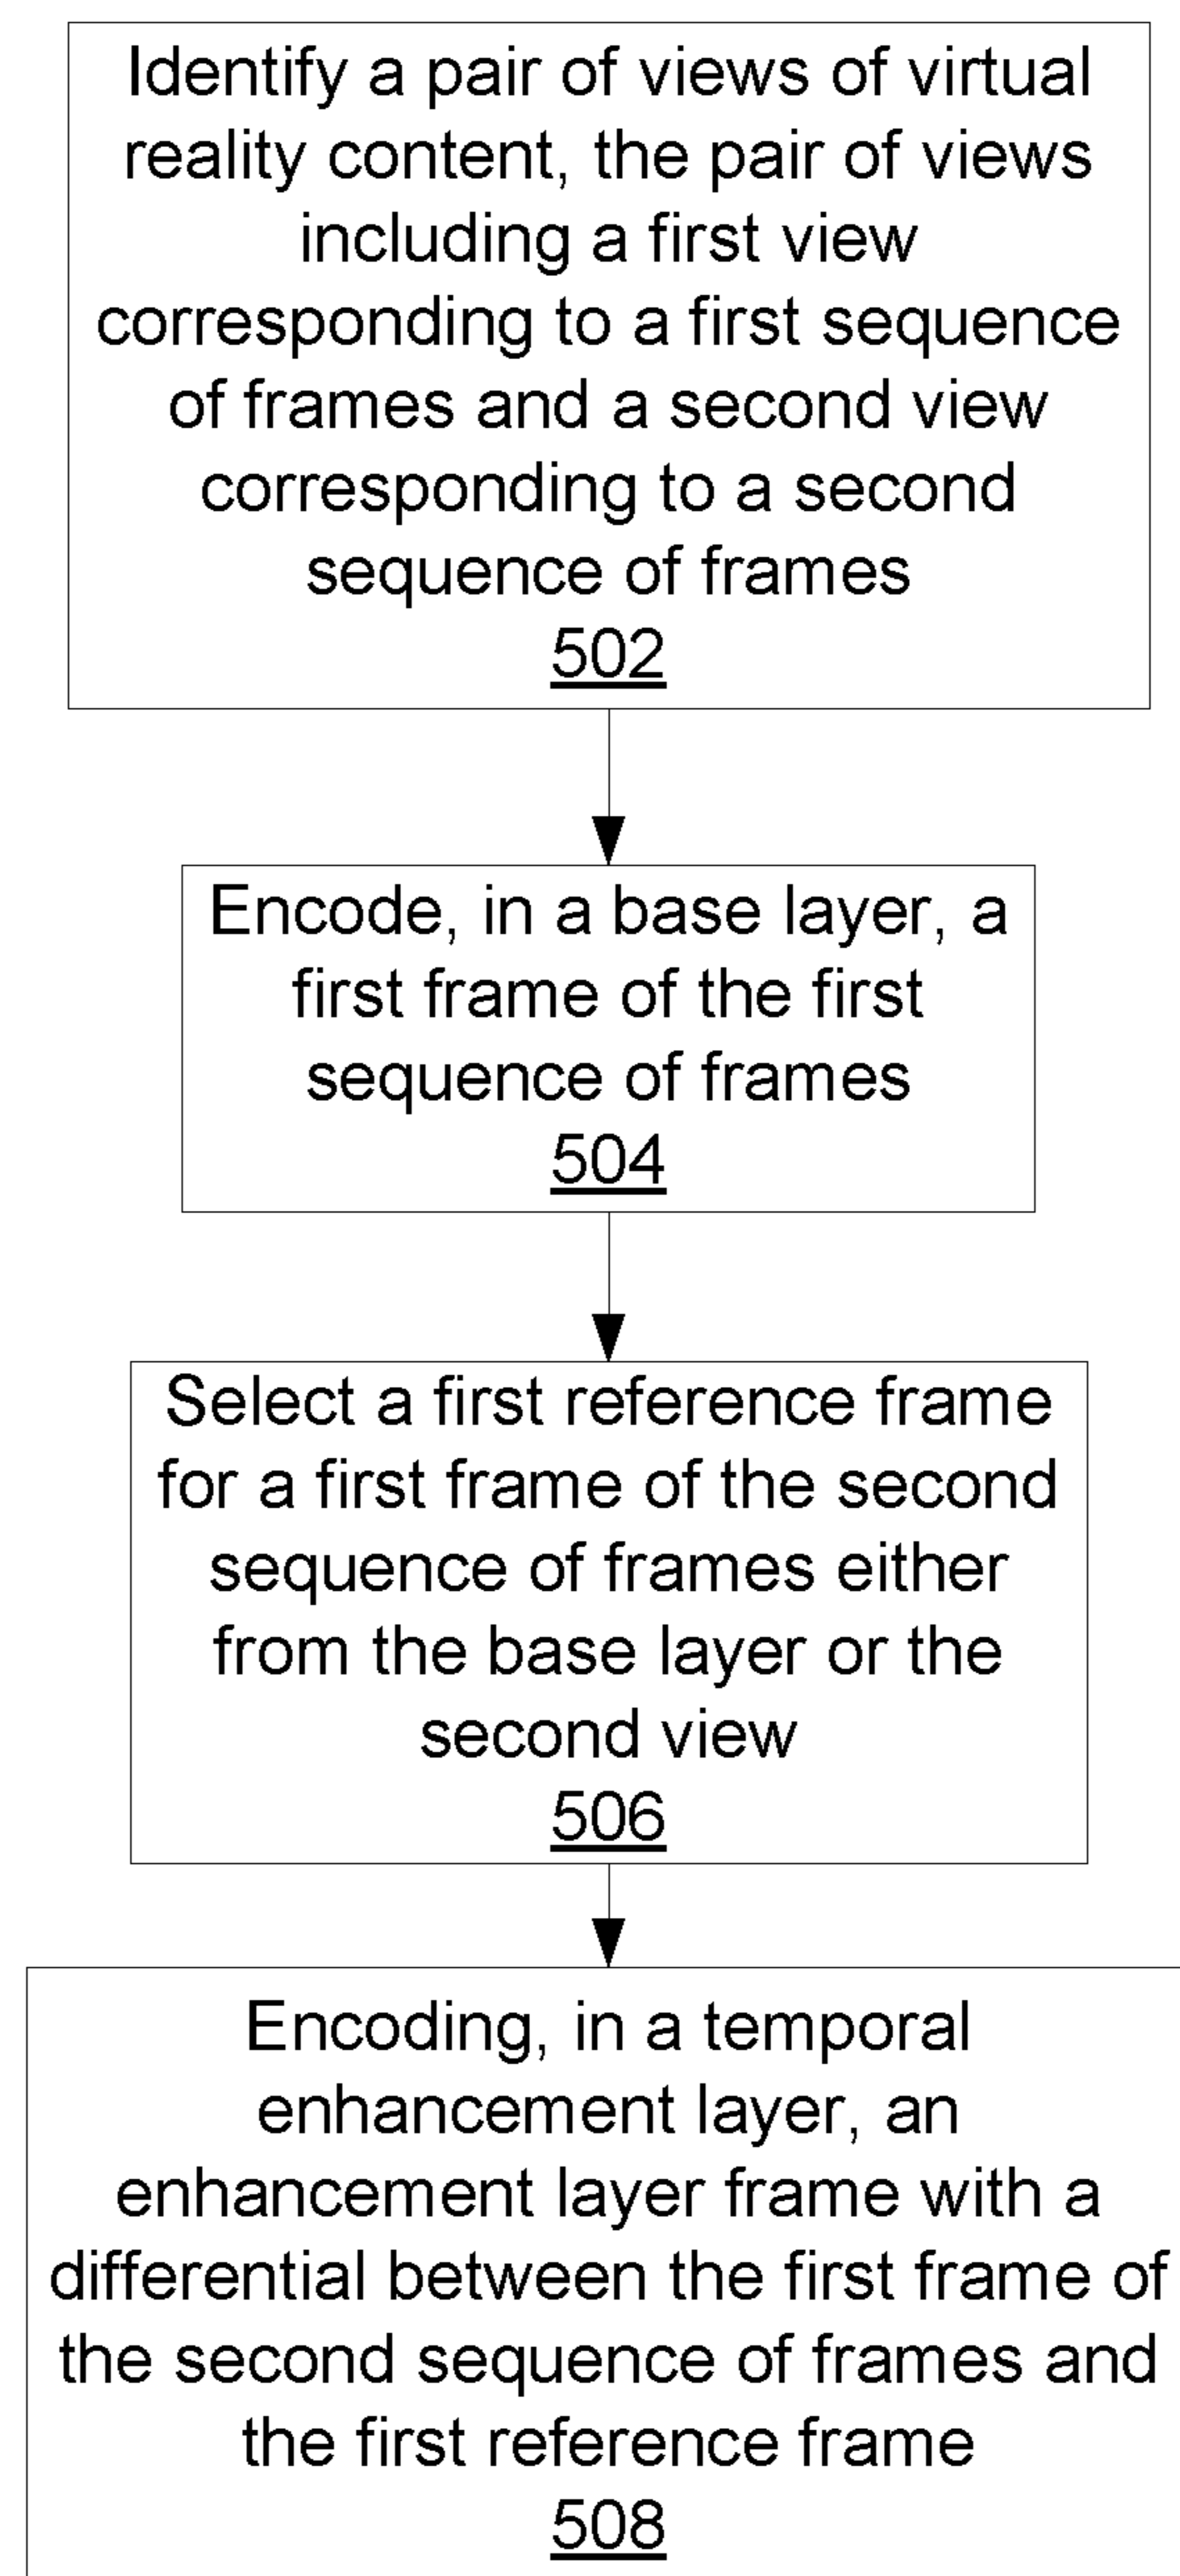 Identify a pair of views of virtual
reality content, the pair of views
including a first view
corresponding to a first sequence
of frames and a second view
corresponding to a second
sequence of frames
502
Encode, in a base layer, a
first frame of the first
sequence of frames
504
Select a first reference frame
for a first frame of the second
sequence of frames either
from the base layer or the
second view
506
Encoding, in a temporal
enhancement layer, an
enhancement layer frame with a
differential between the first frame of
the second sequence of frames and
the first reference frame
508